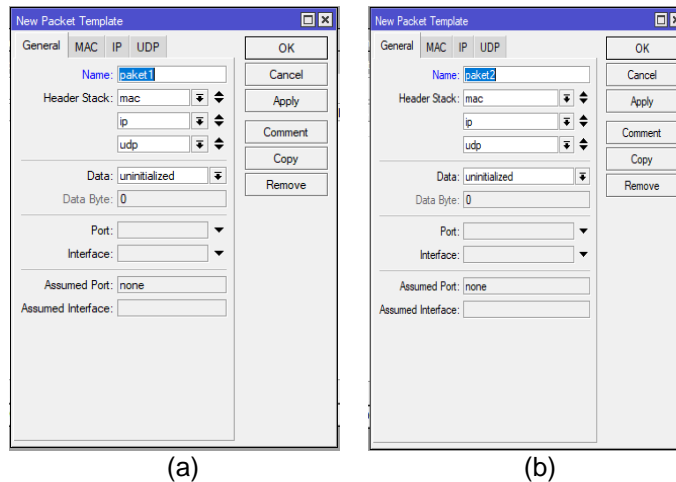 New Packet Template
General MAC IP UDP
OK
Name: paket1
Cancel
Header Stack: mac
Apply
ip
udp
Comment
Copy
Data: uninitialized
Remove
Data Byte: 0
Port:
Interface:
Assumed Port: none
Assumed Interface:
(a)
New Packet Template
General MAC IP UDP
OK
Name: paket2
Cancel
Header Stack: mac
Apply
ip
udp
Comment
Copy
Data: uninitialized
Remove
Data Byte: 0
Port:
Interface:
Assumed Port: none
Assumed Interface:
(b)